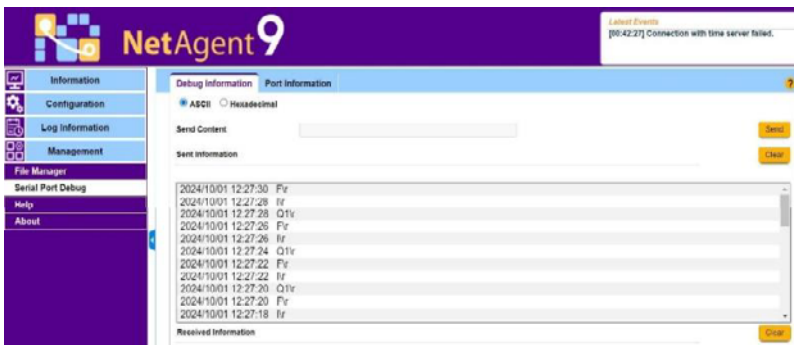 NetAgent 9
Latest Events
[00:42:27] Connection with time server failed.
Information
Configuration
Log Information
Management
File Manager
Serial Port Debug
Help
About
Debug Information Port Information
?
ASCII Hexadecimal
Send Content Send
Sent Information Clear
2024/10/01 12:27:30 F\r
2024/10/01 12:27:28 I\r
2024/10/01 12:27:28 Q1\r
2024/10/01 12:27:26 F\r
2024/10/01 12:27:26 I\r
2024/10/01 12:27:24 Q1\r
2024/10/01 12:27:22 F\r
2024/10/01 12:27:22 I\r
2024/10/01 12:27:20 Q1\r
2024/10/01 12:27:20 F\r
2024/10/01 12:27:18 I\r
Received Information Clear